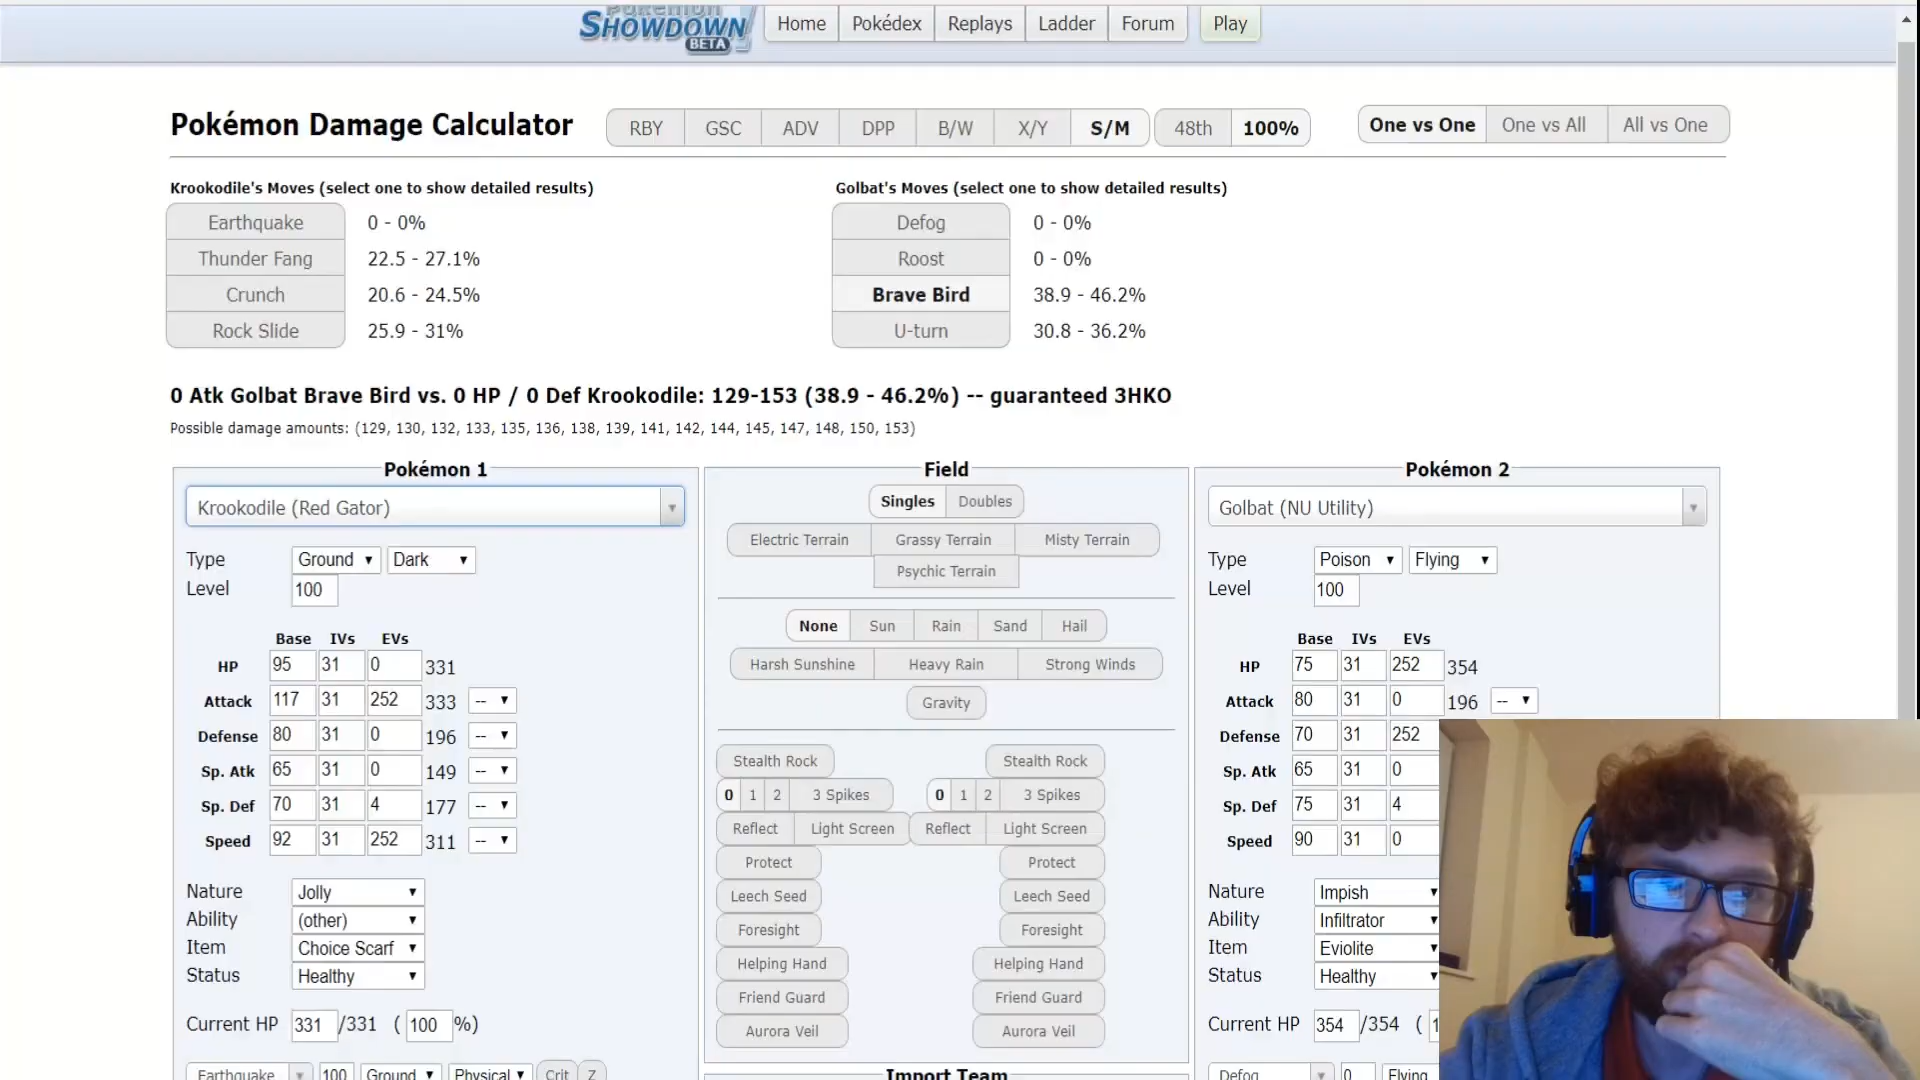 Pokémon
SHOWDOWN! BETA
Home Pokédex Replays Ladder Forum Play
Pokémon Damage Calculator RBY GSC ADV DPP B/W X/Y S/M 48th 100% One vs One One vs All All vs One
Krookodile's Moves (select one to show detailed results)
Earthquake 0 - 0%
Thunder Fang 22.5 - 27.1%
Crunch 20.6 - 24.5%
Rock Slide 25.9 - 31%
Golbat's Moves (select one to show detailed results)
Defog 0 - 0%
Roost 0 - 0%
Brave Bird 38.9 - 46.2%
U-turn 30.8 - 36.2%
0 Atk Golbat Brave Bird vs. 0 HP / 0 Def Krookodile: 129-153 (38.9 - 46.2%) -- guaranteed 3HKO
Possible damage amounts: (129, 130, 132, 133, 135, 136, 138, 139, 141, 142, 144, 145, 147, 148, 150, 153)
Pokémon 1
Krookodile (Red Gator)
Type Ground Dark
Level 100
Base IVs EVs
HP 95 31 0 331
Attack 117 31 252 333 --
Defense 80 31 0 196 --
Sp. Atk 65 31 0 149 --
Sp. Def 70 31 4 177 --
Speed 92 31 252 311 --
Nature Jolly
Ability (other)
Item Choice Scarf
Status Healthy
Current HP 331 /331 ( 100 %)
Earthquake 100 Ground Physical Crit Z
Field
Singles Doubles
Electric Terrain Grassy Terrain Misty Terrain
Psychic Terrain
None Sun Rain Sand Hail
Harsh Sunshine Heavy Rain Strong Winds
Gravity
Stealth Rock Stealth Rock
0 1 2 3 Spikes 0 1 2 3 Spikes
Reflect Light Screen Reflect Light Screen
Protect Protect
Leech Seed Leech Seed
Foresight Foresight
Helping Hand Helping Hand
Friend Guard Friend Guard
Aurora Veil Aurora Veil
Import Team
Pokémon 2
Golbat (NU Utility)
Type Poison Flying
Level 100
Base IVs EVs
HP 75 31 252 354
Attack 80 31 0 196 --
Defense 70 31 252
Sp. Atk 65 31 0
Sp. Def 75 31 4
Speed 90 31 0
Nature Impish
Ability Infiltrator
Item Eviolite
Status Healthy
Current HP 354 /354 ( 1
Defog 0 Flying